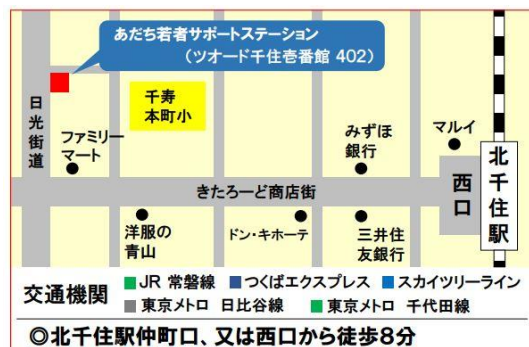 あだち若者サポートステーション
(ツオード千住壱番館 402)
日光街道
千寿
本町小
ファミリー
マート
みずほ
銀行
マルイ
北千住駅
西口
きたろーど商店街
洋服の
青山
ドン・キホーテ
三井住
友銀行
交通機関
JR 常磐線
つくばエクスプレス
スカイツリーライン
東京メトロ 日比谷線
東京メトロ 千代田線
◎北千住駅仲町口、又は西口から徒歩8分